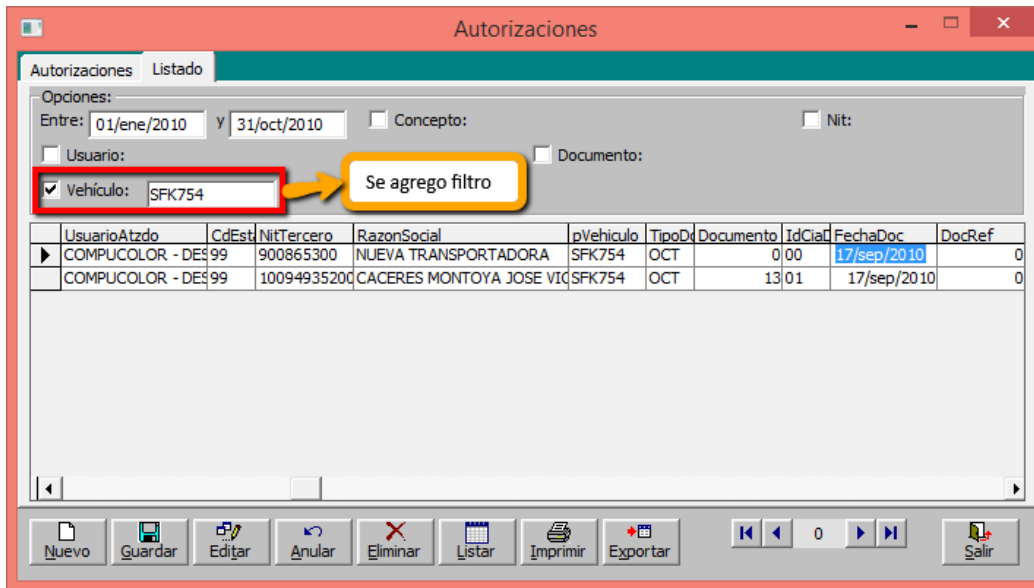 Autorizaciones
Autorizaciones Listado
Opciones:
Entre: 01/ene/2010 y 31/oct/2010 Concepto: Nit:
Usuario: Documento:
Vehículo: SFK754 Se agrego filtro
UsuarioAtzdo CdEsta NitTercero RazonSocial pVehiculo TipoDo Documento IdCiaD FechaDoc DocRef
COMPUCOLOR - DES 99 900865300 NUEVA TRANSPORTADORA SFK754 OCT 0 00 17/sep/2010 0
COMPUCOLOR - DES 99 10094935200 CACERES MONTOYA JOSE VIC SFK754 OCT 13 01 17/sep/2010 0
Nuevo Guardar Editar Anular Eliminar Listar Imprimir Exportar 0 Salir